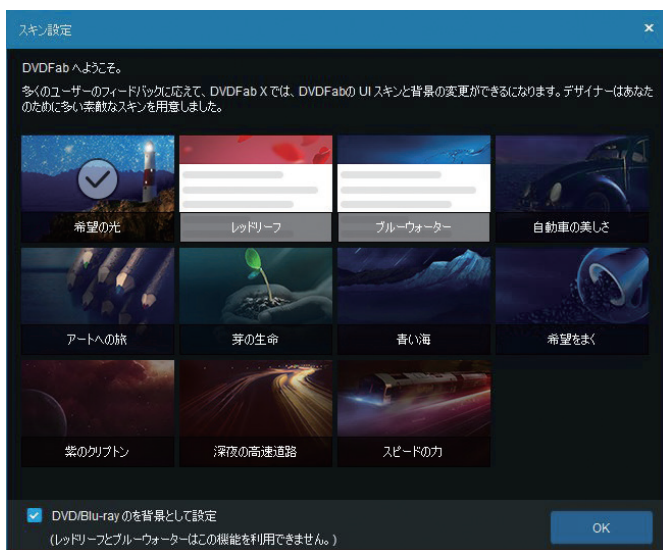 スキン設定
DVDFab へようこそ。
多くのユーザーのフィードバックに応えて、DVDFab X では、DVDFabの UI スキンと背景の変更ができるになります。デザイナーはあなた
のために多い素敵なスキンを用意しました。
希望の光
レッドリーフ
ブルーウォーター
自動車の美しさ
アートへの旅
芽の生命
青い海
希望をまく
紫のクリプトン
深夜の高速道路
スピードの力
DVD/Blu-ray のを背景として設定
(レッドリーフとブルーウォーターはこの機能を利用できません。)
OK